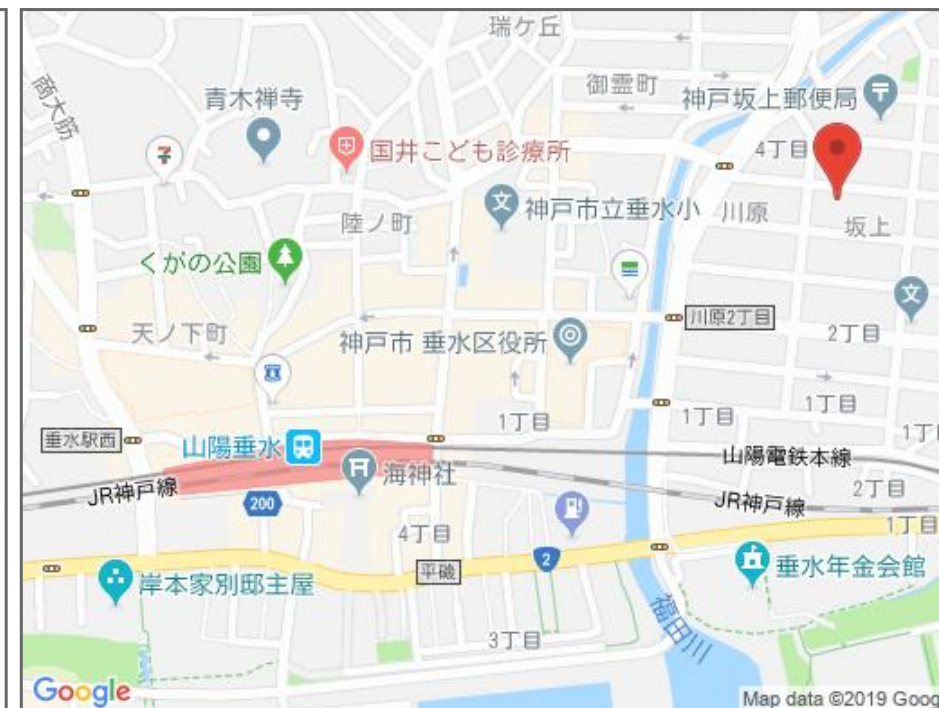 瑞ケ丘
商大筋
御霊町
青木禅寺
神戸坂上郵便局
国井こども診療所
4丁目
陸ノ町
神戸市立垂水小
川原
坂上
くがの公園
天ノ下町
神戸市 垂水区役所
川原2丁目
2丁目
1丁目
1丁目
1丁目
垂水駅西
山陽垂水
海神社
山陽電鉄本線
JR神戸線
200
JR神戸線
2丁目
4丁目
1丁目
平磯
2
岸本家別邸主屋
垂水年金会館
3丁目
福田川
Google
Map data ©2019 Goog